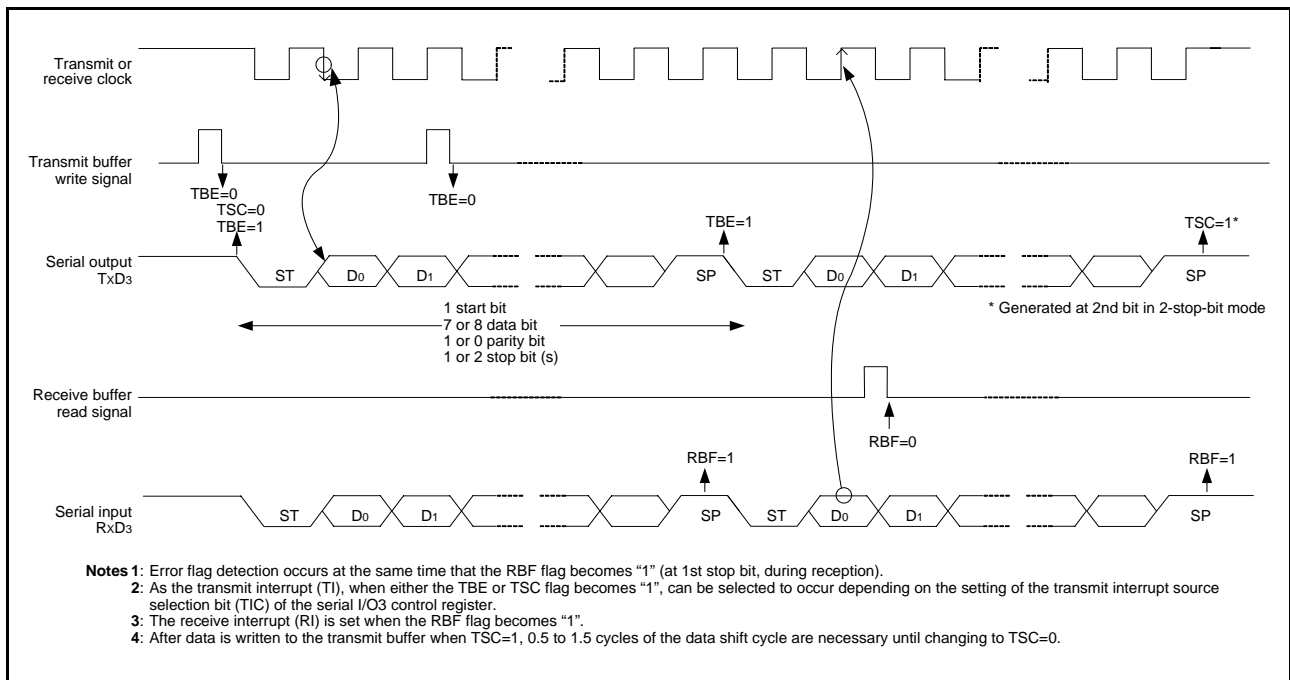 Transmit or
receive clock
Transmit buffer
write signal
TBE=0
TSC=0
TBE=1
TBE=0
TBE=1
TSC=1*
Serial output
TxD3
ST
D0
D1
SP
ST
D0
D1
SP
1 start bit
7 or 8 data bit
1 or 0 parity bit
1 or 2 stop bit (s)
* Generated at 2nd bit in 2-stop-bit mode
Receive buffer
read signal
RBF=0
RBF=1
RBF=1
Serial input
RxD3
ST
D0
D1
SP
ST
D0
D1
SP
Notes 1: Error flag detection occurs at the same time that the RBF flag becomes “1” (at 1st stop bit, during reception).
2: As the transmit interrupt (TI), when either the TBE or TSC flag becomes “1”, can be selected to occur depending on the setting of the transmit interrupt source
selection bit (TIC) of the serial I/O3 control register.
3: The receive interrupt (RI) is set when the RBF flag becomes “1”.
4: After data is written to the transmit buffer when TSC=1, 0.5 to 1.5 cycles of the data shift cycle are necessary until changing to TSC=0.